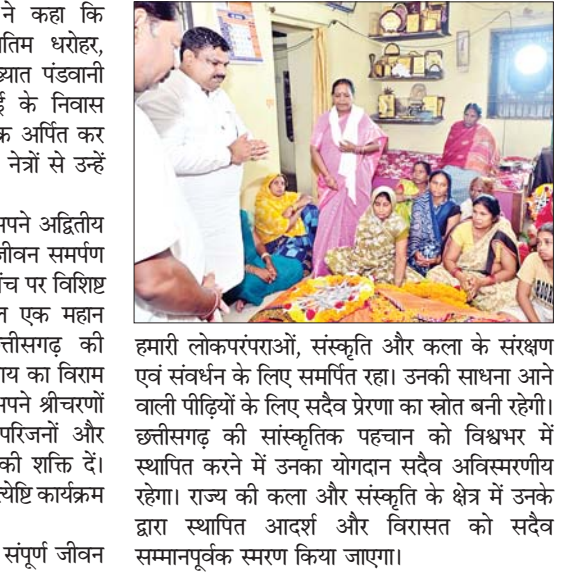 ने कहा कि
धरोहर,
पंडवानी
के निवास
अर्पित कर
नेत्रों से उन्हें
अद्वितीय
जीवन समर्पण
पर विशिष्ट
एक महान
की
का विराम
श्रीचरणों
परिजनों और
की शक्ति दें।
कार्यक्रम
संपूर्ण जीवन
हमारी लोकपरंपराओं, संस्कृति और कला के संरक्षण
एवं संवर्धन के लिए समर्पित रहा। उनकी साधना आने
वाली पीढ़ियों के लिए सदैव प्रेरणा का स्रोत बनी रहेगी।
छत्तीसगढ़ की सांस्कृतिक पहचान को विश्वभर में
स्थापित करने में उनका योगदान सदैव अविस्मरणीय
रहेगा। राज्य की कला और संस्कृति के क्षेत्र में उनके
द्वारा स्थापित आदर्श और विरासत को सदैव
सम्मानपूर्वक स्मरण किया जाएगा।